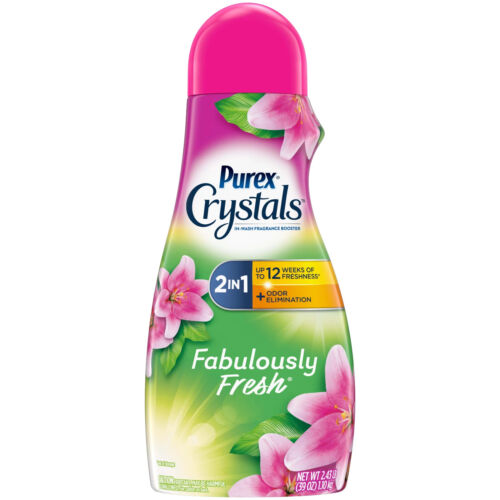 Purex®
Crystals™
IN-WASH FRAGRANCE BOOSTER
2 IN 1
UP TO 12 WEEKS OF FRESHNESS*
+ ODOR ELIMINATION
Fabulously
Fresh®
NET WT 2.43 LB
(39 OZ) 1.10 kg